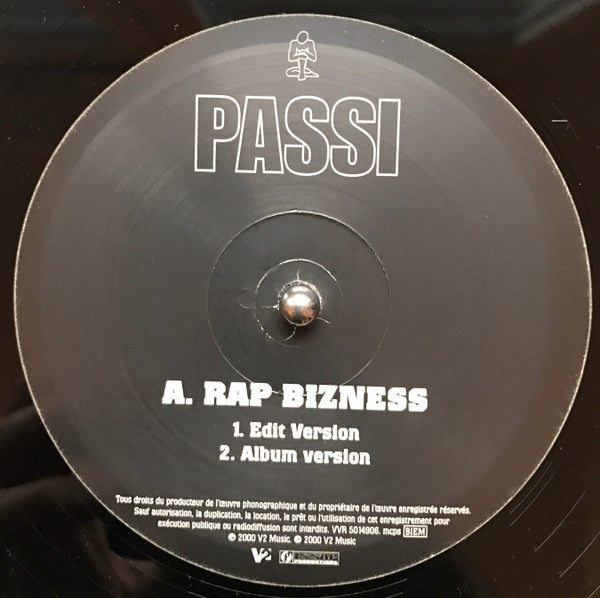 PASSI
A. RAP BIZNESS
1. Edit Version
2. Album version
Tous droits du producteur de l'œuvre phonographique et du propriétaire de l'œuvre enregistrée réservés.
Sauf autorisation, la duplication, la location, le prêt ou l'utilisation de cet enregistrement pour
exécution publique ou radiodiffusion sont interdits. VVR 5014906. mcps BIEM
℗ 2000 V2 Music. © 2000 V2 Music
V2
PRODUCTIONS